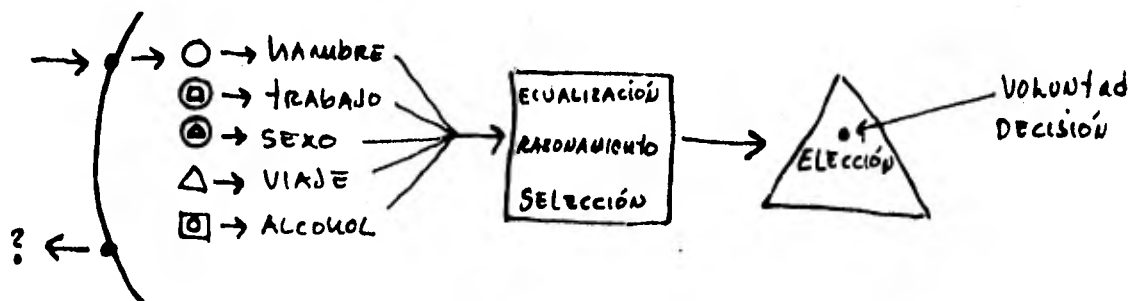 HAMBRE
TRABAJO
SEXO
VIAJE
ALCOHOL
ECUALIZACIÓN
RAZONAMIENTO
SELECCIÓN
ELECCIÓN
VOLUNTAD
DECISIÓN
?